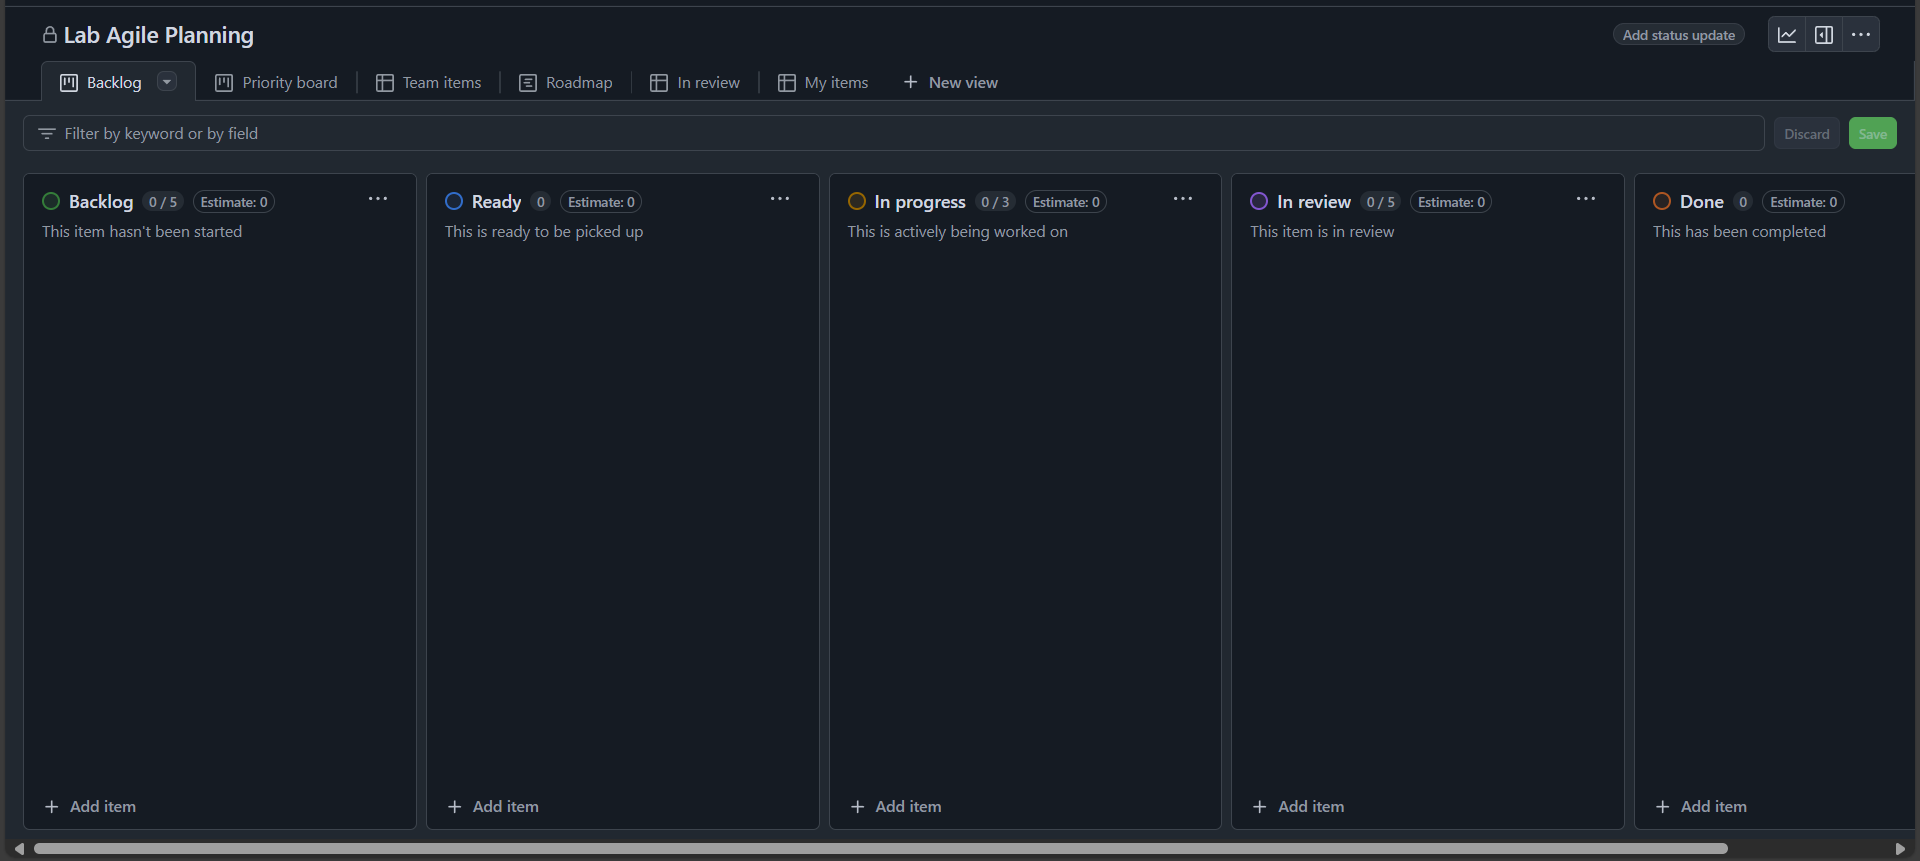 Lab Agile Planning
Add status update
Backlog
Priority board
Team items
Roadmap
In review
My items
New view
Filter by keyword or by field
Discard
Save
Backlog 0 / 5 Estimate: 0
This item hasn't been started
Add item
Ready 0 Estimate: 0
This is ready to be picked up
Add item
In progress 0 / 3 Estimate: 0
This is actively being worked on
Add item
In review 0 / 5 Estimate: 0
This item is in review
Add item
Done 0 Estimate: 0
This has been completed
Add item